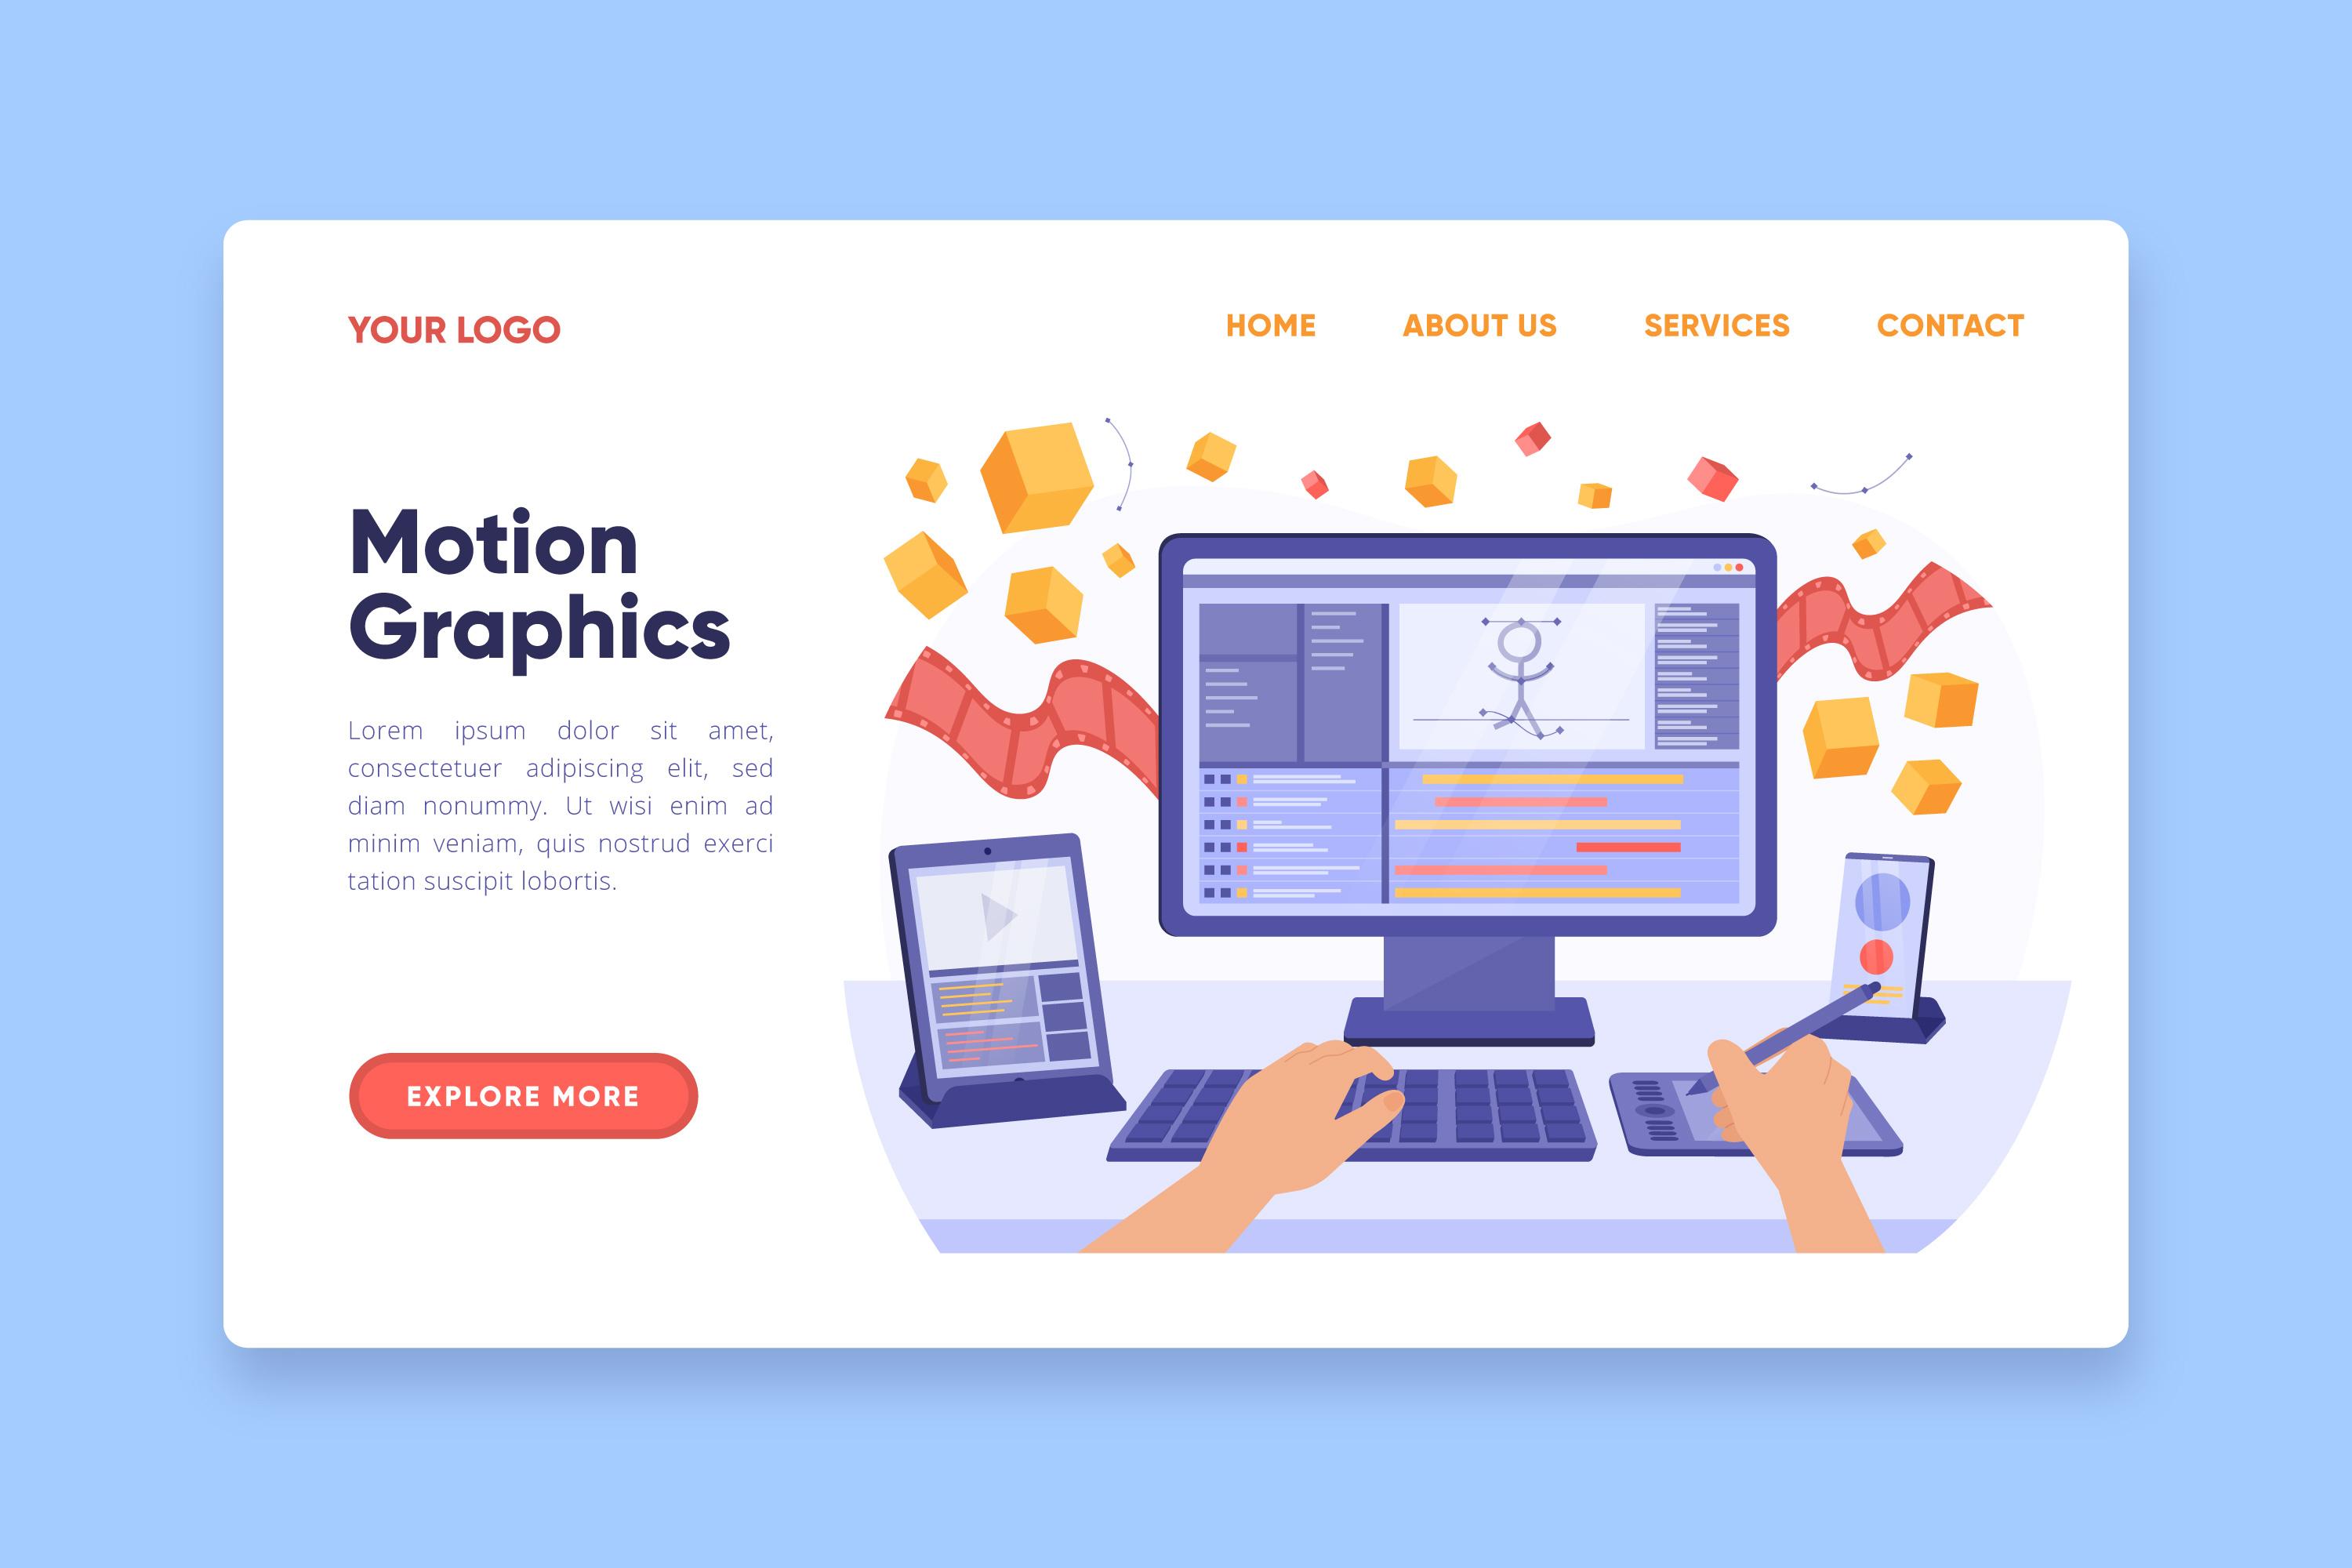 YOUR LOGO
HOME ABOUT US SERVICES CONTACT
Motion
Graphics
Lorem ipsum dolor sit amet,
consectetuer adipiscing elit, sed
diam nonummy. Ut wisi enim ad
minim veniam, quis nostrud exerci
tation suscipit lobortis.
EXPLORE MORE